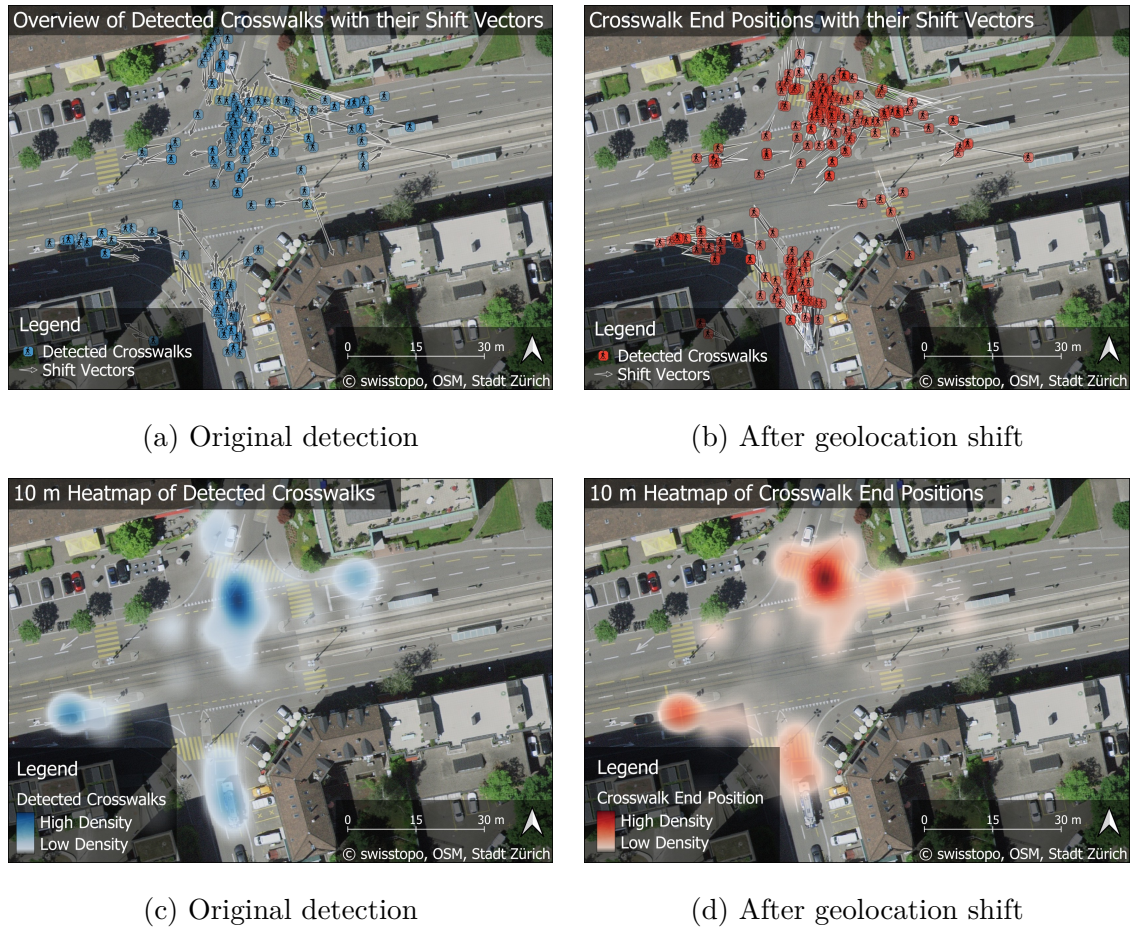 Overview of Detected Crosswalks with their Shift Vectors
Legend
Detected Crosswalks
Shift Vectors
0 15 30 m
© swisstopo, OSM, Stadt Zürich
(a) Original detection
Crosswalk End Positions with their Shift Vectors
Legend
Detected Crosswalks
Shift Vectors
0 15 30 m
© swisstopo, OSM, Stadt Zürich
(b) After geolocation shift
10 m Heatmap of Detected Crosswalks
Legend
Detected Crosswalks
High Density
Low Density
0 15 30 m
© swisstopo, OSM, Stadt Zürich
(c) Original detection
10 m Heatmap of Crosswalk End Positions
Legend
Crosswalk End Position
High Density
Low Density
0 15 30 m
© swisstopo, OSM, Stadt Zürich
(d) After geolocation shift